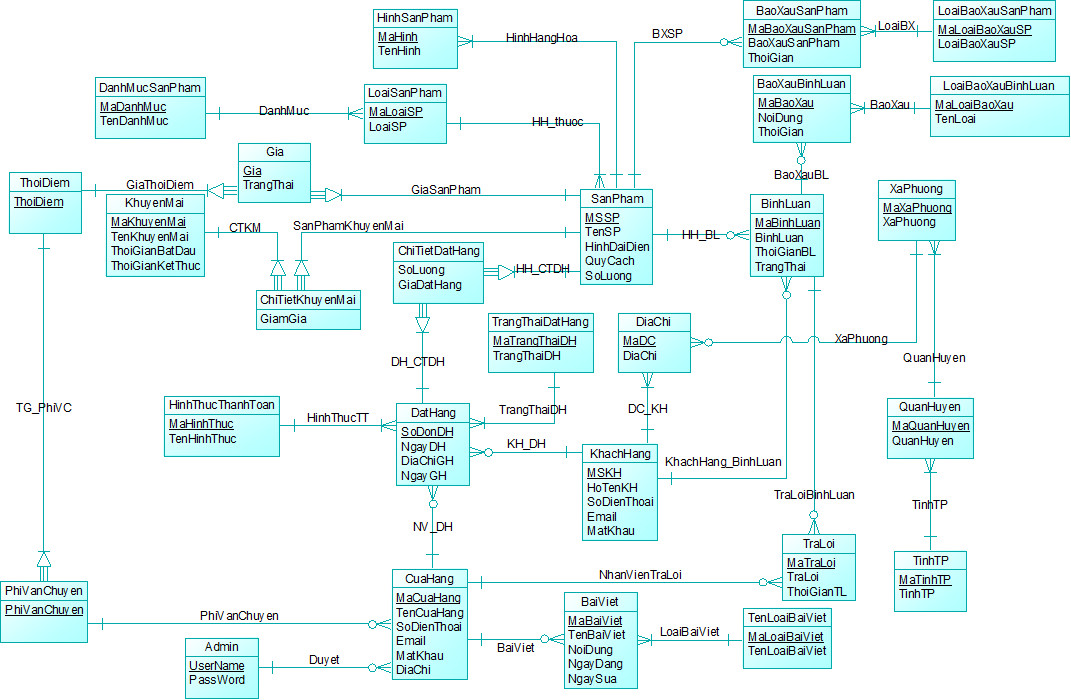 HinhSanPham
MaHinh
TenHinh
HinhHangHoa
BXSP
BaoXauSanPham
MaBaoXauSanPham
BaoXauSanPham
ThoiGian
LoaiBX
LoaiBaoXauSanPham
MaLoaiBaoXauSP
LoaiBaoXauSP
DanhMucSanPham
MaDanhMuc
TenDanhMuc
DanhMuc
LoaiSanPham
MaLoaiSP
LoaiSP
HH_thuoc
BaoXauBinhLuan
MaBaoXau
NoiDung
ThoiGian
BaoXau
LoaiBaoXauBinhLuan
MaLoaiBaoXau
TenLoai
BaoXauBL
ThoiDiem
ThoiDiem
GiaThoiDiem
Gia
Gia
TrangThai
GiaSanPham
KhuyenMai
MaKhuyenMai
TenKhuyenMai
ThoiGianBatDau
ThoiGianKetThuc
CTKM
SanPhamKhuyenMai
SanPham
MSSP
TenSP
HinhDaiDien
QuyCach
SoLuong
HH_BL
BinhLuan
MaBinhLuan
BinhLuan
ThoiGianBL
TrangThai
XaPhuong
MaXaPhuong
XaPhuong
ChiTietDatHang
SoLuong
GiaDatHang
HH_CTDH
ChiTietKhuyenMai
GiamGia
TrangThaiDatHang
MaTrangThaiDH
TrangThaiDH
DiaChi
MaDC
DiaChi
XaPhuong
QuanHuyen
DH_CTDH
TG_PhiVC
HinhThucThanhToan
MaHinhThuc
TenHinhThuc
HinhThucTT
DatHang
SoDonDH
NgayDH
DiaChiGH
NgayGH
TrangThaiDH
DC_KH
KH_DH
KhachHang
MSKH
HoTenKH
SoDienThoai
Email
MatKhau
KhachHang_BinhLuan
QuanHuyen
MaQuanHuyen
QuanHuyen
TraLoiBinhLuan
TinhTP
NV_DH
TraLoi
MaTraLoi
TraLoi
ThoiGianTL
TinhTP
MaTinhTP
TinhTP
PhiVanChuyen
PhiVanChuyen
PhiVanChuyen
CuaHang
MaCuaHang
TenCuaHang
SoDienThoai
Email
MatKhau
DiaChi
NhanVienTraLoi
BaiViet
BaiViet
MaBaiViet
TenBaiViet
NoiDung
NgayDang
NgaySua
LoaiBaiViet
TenLoaiBaiViet
MaLoaiBaiViet
TenLoaiBaiViet
Admin
UserName
PassWord
Duyet